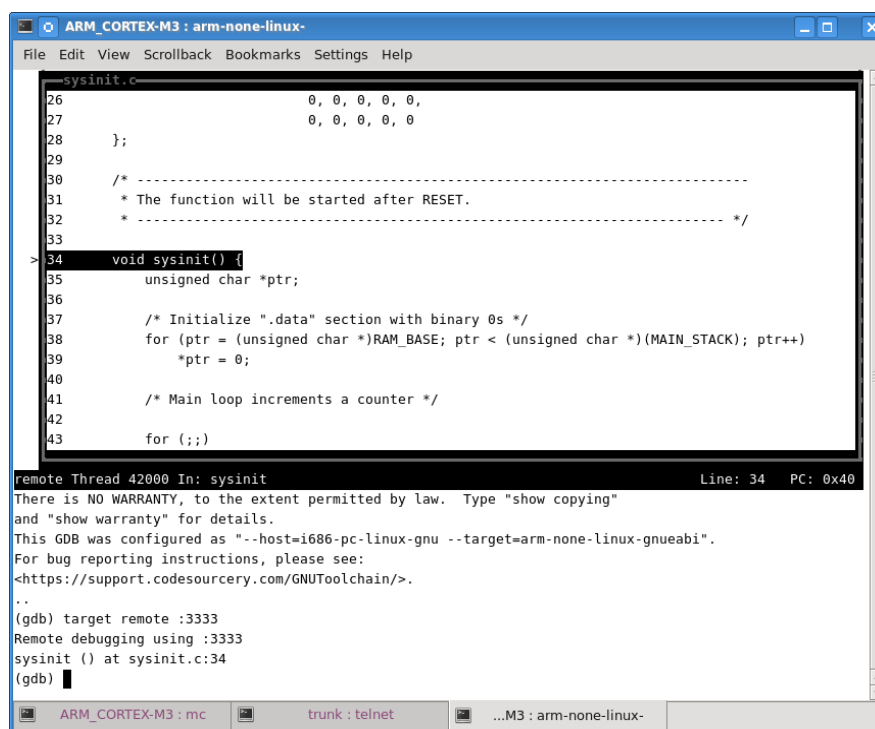 ARM_CORTEX-M3 : arm-none-linux-
File Edit View Scrollback Bookmarks Settings Help
sysinit.c
26 0, 0, 0, 0, 0,
27 0, 0, 0, 0, 0
28 };
29
30 /* ---------------------------------------------------------------------------
31 * The function will be started after RESET.
32 * ------------------------------------------------------------------------ */
33
>34 void sysinit() {
35 unsigned char *ptr;
36
37 /* Initialize ".data" section with binary 0s */
38 for (ptr = (unsigned char *)RAM_BASE; ptr < (unsigned char *)(MAIN_STACK); ptr++)
39 *ptr = 0;
40
41 /* Main loop increments a counter */
42
43 for (;;)
remote Thread 42000 In: sysinit Line: 34 PC: 0x40
There is NO WARRANTY, to the extent permitted by law. Type "show copying"
and "show warranty" for details.
This GDB was configured as "--host=i686-pc-linux-gnu --target=arm-none-linux-gnueabi".
For bug reporting instructions, please see:
<https://support.codesourcery.com/GNUToolchain/>.
..
(gdb) target remote :3333
Remote debugging using :3333
sysinit () at sysinit.c:34
(gdb)
ARM_CORTEX-M3 : mc trunk : telnet ...M3 : arm-none-linux-